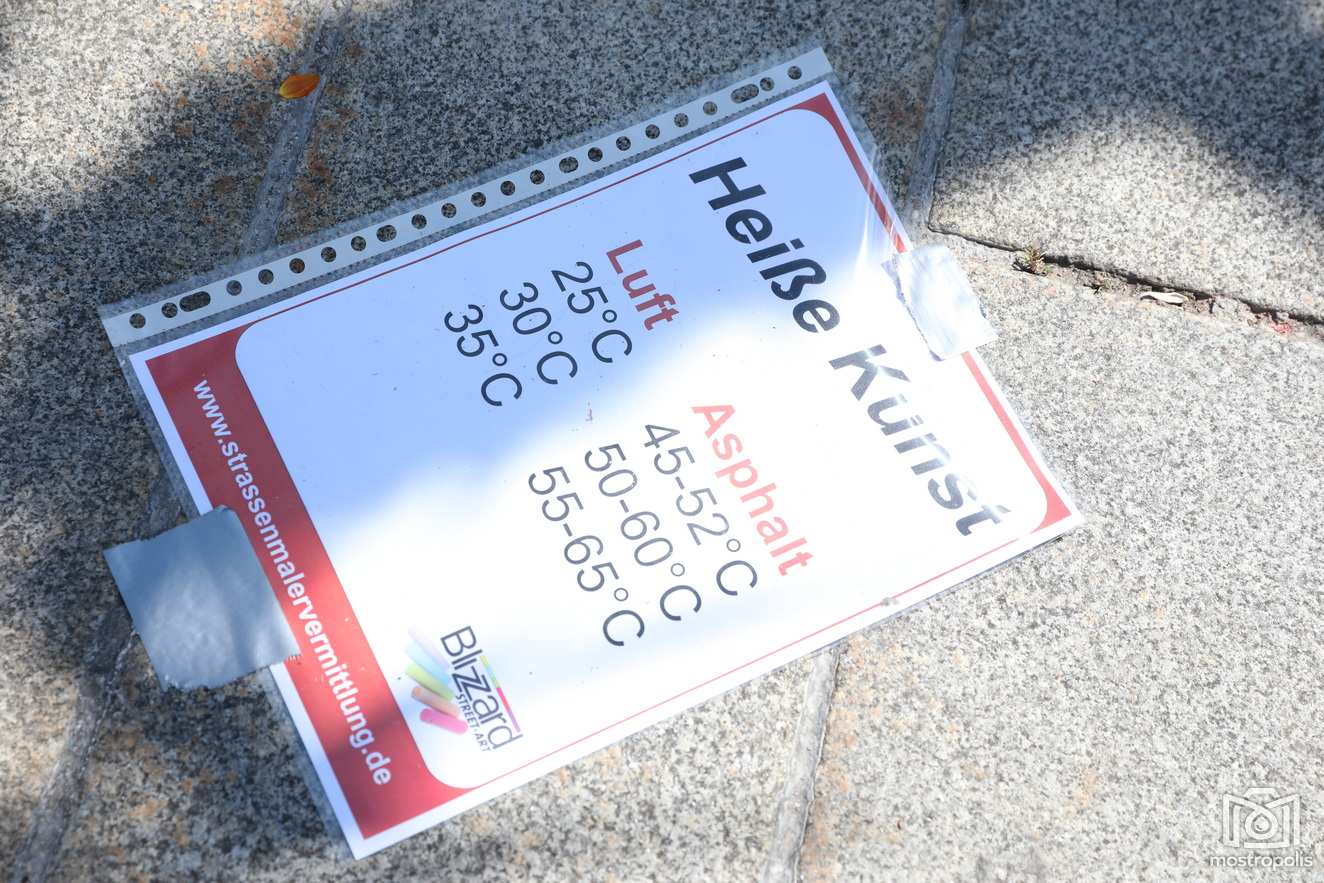 Heiße Kunst
Luft Asphalt
25°C 45-52°C
30°C 50-60°C
35°C 55-65°C
Blizzard
STREET-ART
www.strassenmalervermittlung.de
mostropolis